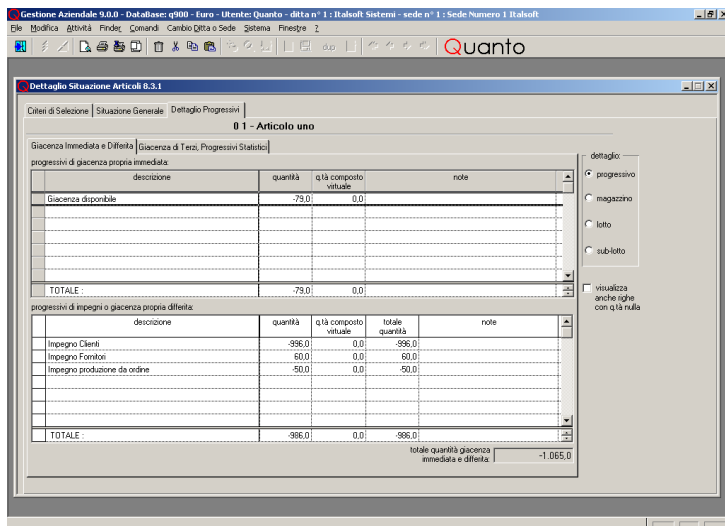 Gestione Aziendale 9.0.0 - DataBase: q900 - Euro - Utente: Quanto - ditta n° 1 : Italsoft Sistemi - sede n° 1 : Sede Numero 1 Italsoft
File Modifica Attività Finder Comandi Cambio Ditta o Sede Sistema Finestre ?
Quanto
Dettaglio Situazione Articoli 8.3.1
Criteri di Selezione Situazione Generale Dettaglio Progressivi
0 1 - Articolo uno
Giacenza Immediata e Differita Giacenza di Terzi, Progressivi Statistici
progressivi di giacenza propria immediata:
descrizione quantità q.tà composto virtuale note
Giacenza disponibile -79,0 0,0
TOTALE : -79,0 0,0
dettaglio:
progressivo
magazzino
lotto
sub-lotto
visualizza
anche righe
con q.tà nulla
progressivi di impegni o giacenza propria differita:
descrizione quantità q.tà composto virtuale totale quantità note
Impegno Clienti -996,0 0,0 -996,0
Impegno Fornitori 60,0 0,0 60,0
Impegno produzione da ordine -50,0 0,0 -50,0
TOTALE : -986,0 0,0 -986,0
totale quantità giacenza
immediata e differita: -1.065,0